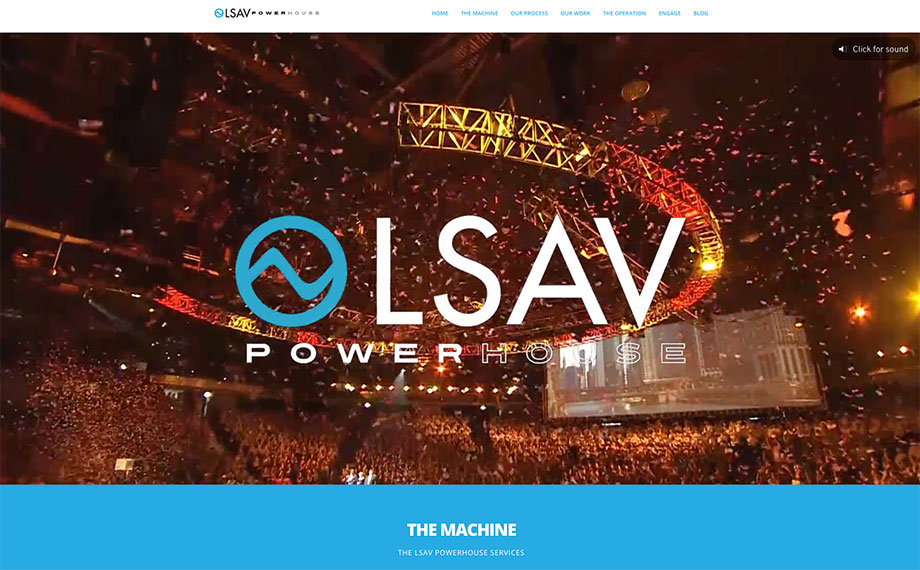 LSAV POWERHOUSE
HOME THE MACHINE OUR PROCESS OUR WORK THE OPERATION ENGAGE BLOG
Click for sound
LSAV
POWERHOUSE
THE MACHINE
THE LSAV POWERHOUSE SERVICES